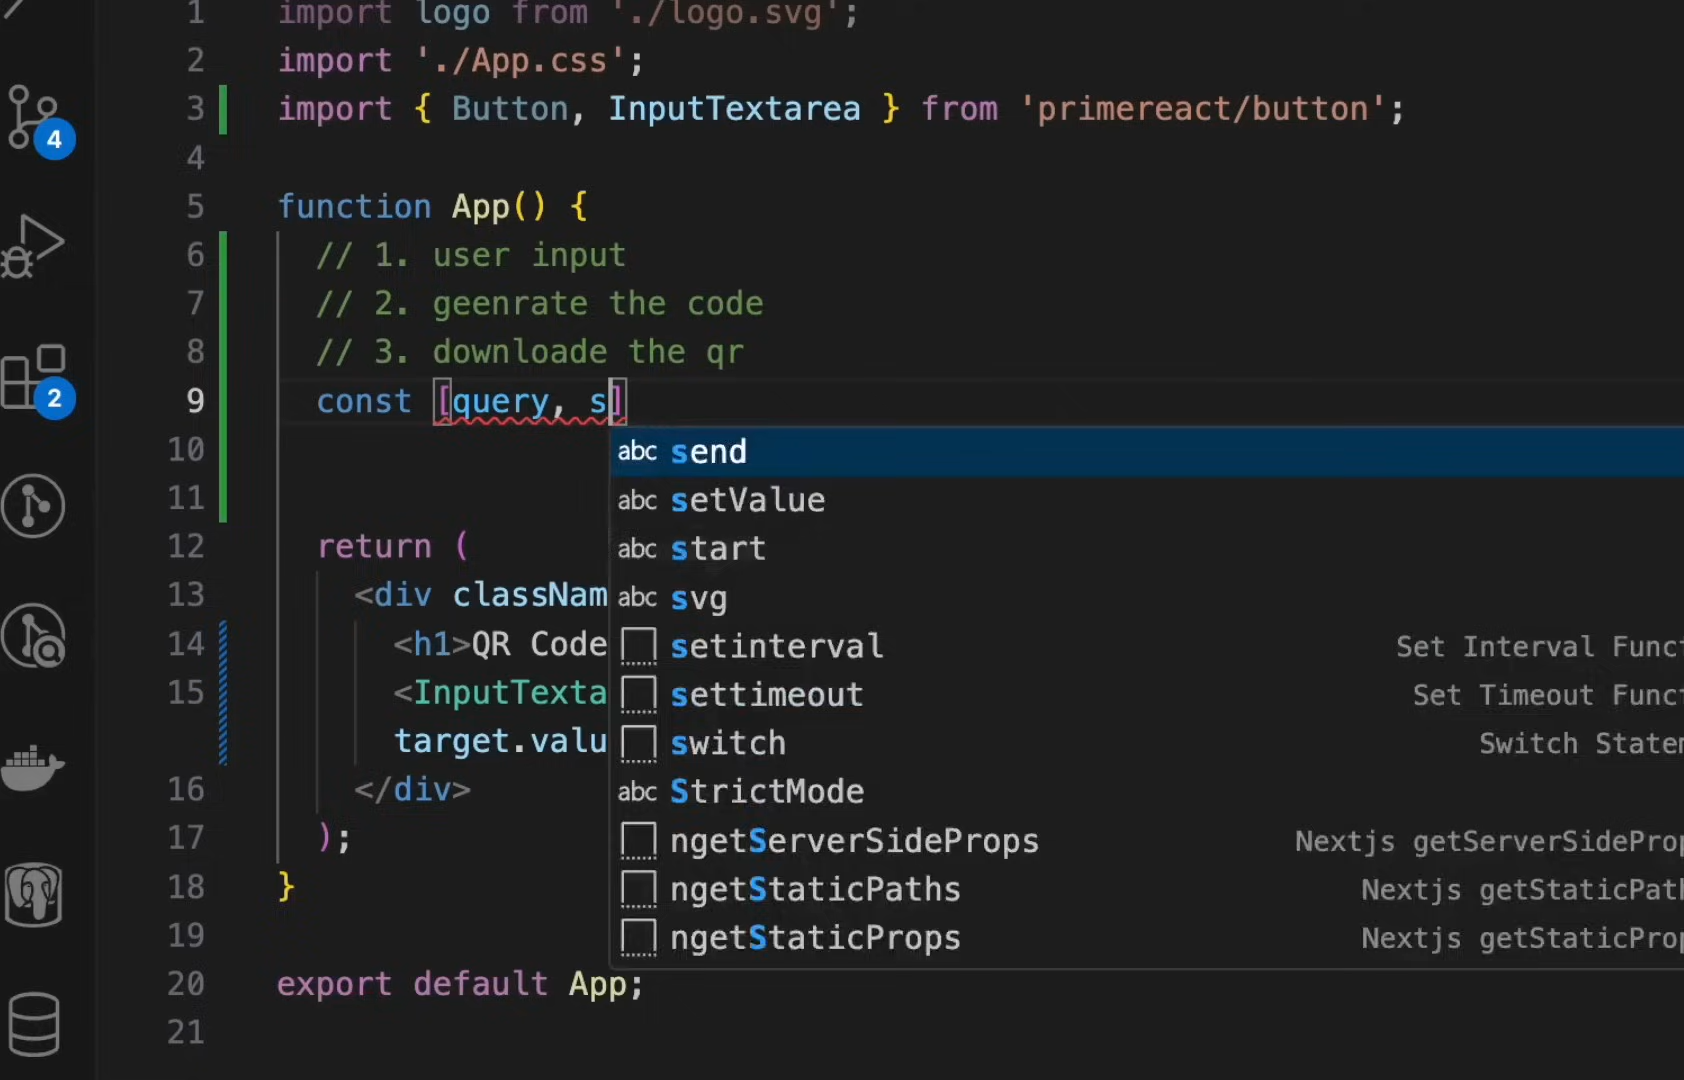 1 import logo from './logo.svg';
2 import './App.css';
3 import { Button, InputTextarea } from 'primereact/button';
4
5 function App() {
6 // 1. user input
7 // 2. geenrate the code
8 // 3. downloade the qr
9 const [query, s]
10
11
12 return (
13 <div classNam
14 <h1>QR Code
15 <InputTexta
target.valu
16 </div>
17 );
18 }
19
20 export default App;
21
4
2
abc send
abc setValue
abc start
abc svg
setinterval Set Interval Funct
settimeout Set Timeout Funct
switch Switch Statem
abc StrictMode
ngetServerSideProps Nextjs getServerSideProp
ngetStaticPaths Nextjs getStaticPath
ngetStaticProps Nextjs getStaticProp